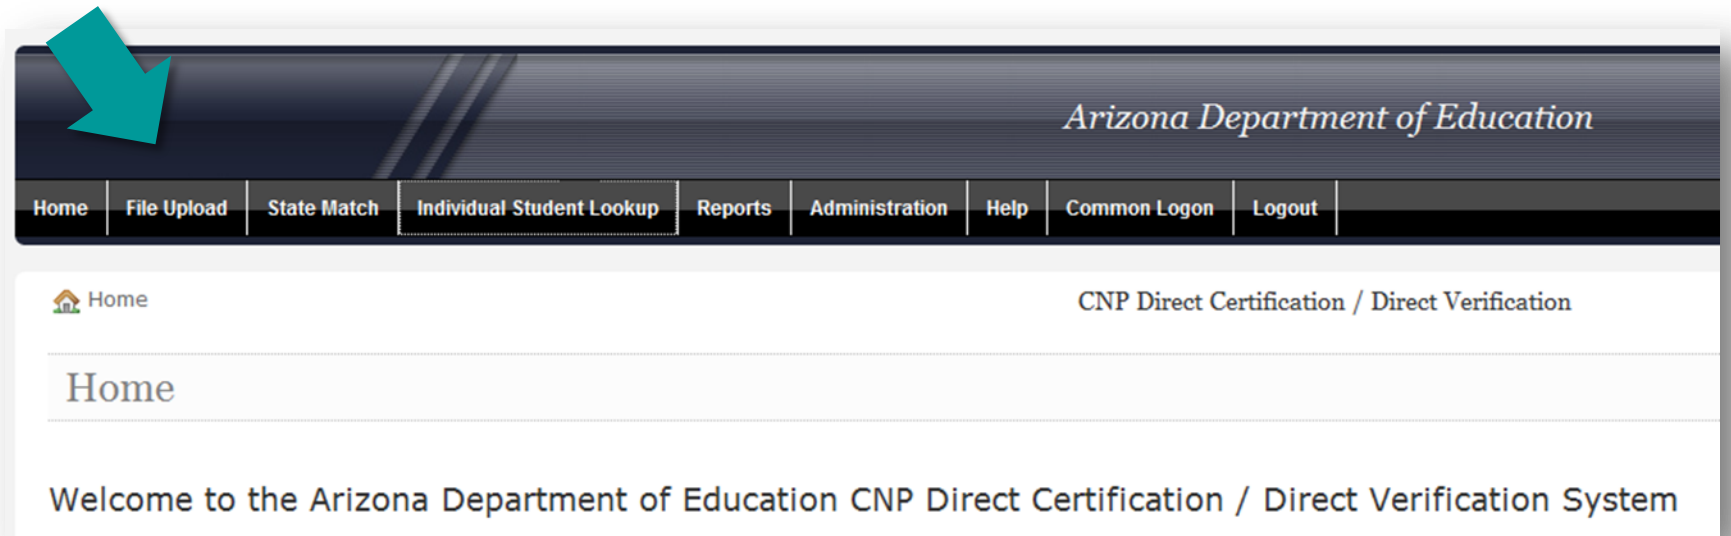 Arizona Department of Education
Home File Upload State Match Individual Student Lookup Reports Administration Help Common Logon Logout
Home CNP Direct Certification / Direct Verification
Home
Welcome to the Arizona Department of Education CNP Direct Certification / Direct Verification System